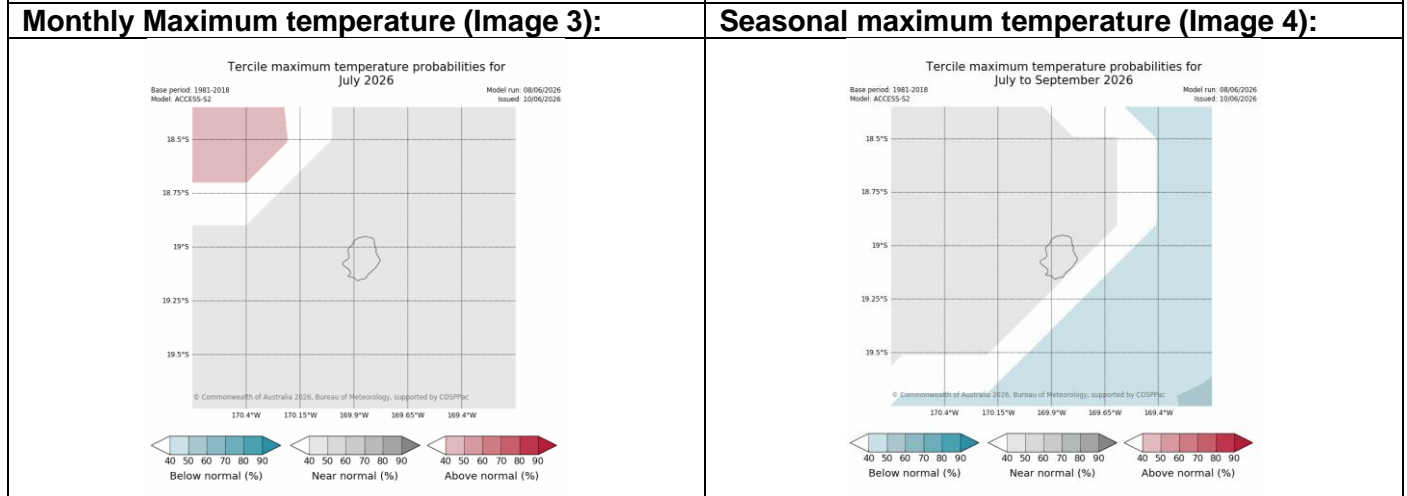 Monthly Maximum temperature (Image 3):
Tercile maximum temperature probabilities for
July 2026
Base period: 1981-2018
Model: ACCESS-S2
Model run: 08/06/2026
Issued: 10/06/2026
18.5°S
18.75°S
19°S
19.25°S
19.5°S
© Commonwealth of Australia 2026, Bureau of Meteorology, supported by COSPPac
170.4°W 170.15°W 169.9°W 169.65°W 169.4°W
40 50 60 70 80 90 40 50 60 70 80 90 40 50 60 70 80 90
Below normal (%) Near normal (%) Above normal (%)
Seasonal maximum temperature (Image 4):
Tercile maximum temperature probabilities for
July to September 2026
Base period: 1981-2018
Model: ACCESS-S2
Model run: 08/06/2026
Issued: 10/06/2026
18.5°S
18.75°S
19°S
19.25°S
19.5°S
© Commonwealth of Australia 2026, Bureau of Meteorology, supported by COSPPac
170.4°W 170.15°W 169.9°W 169.65°W 169.4°W
40 50 60 70 80 90 40 50 60 70 80 90 40 50 60 70 80 90
Below normal (%) Near normal (%) Above normal (%)